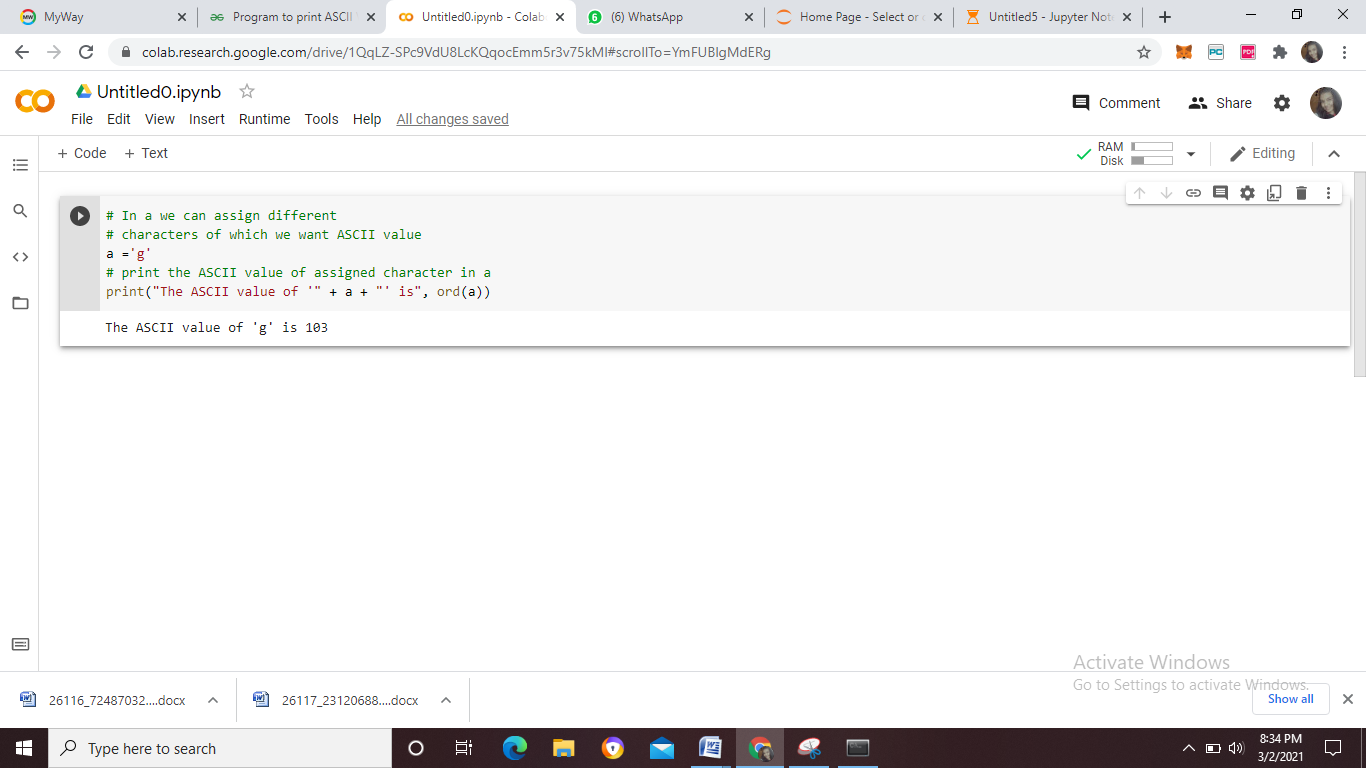 MyWay
Program to print ASCII
Untitled0.ipynb - Colab
(6) WhatsApp
Home Page - Select or
Untitled5 - Jupyter Note
colab.research.google.com/drive/1QqLZ-SPc9VdU8LcKQqocEmm5r3v75kMI#scrollTo=YmFUBlgMdERg
Untitled0.ipynb
File Edit View Insert Runtime Tools Help All changes saved
Comment Share
+ Code + Text
RAM
Disk
Editing
# In a we can assign different
# characters of which we want ASCII value
a ='g'
# print the ASCII value of assigned character in a
print("The ASCII value of '" + a + "' is", ord(a))
The ASCII value of 'g' is 103
Activate Windows
Go to Settings to activate Windows.
26116_72487032....docx
26117_23120688....docx
Show all
Type here to search
8:34 PM
3/2/2021